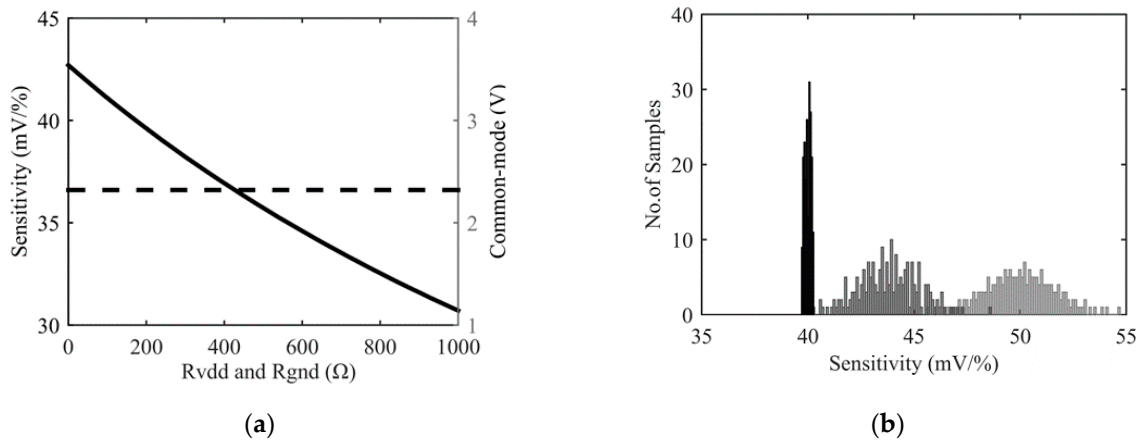 45
40
35
30
Sensitivity (mV/%)
4
3
2
1
Common-mode (V)
0 200 400 600 800 1000
Rvdd and Rgnd (Ω)
(a)
40
30
20
10
0
No.of Samples
35 40 45 50 55
Sensitivity (mV/%)
(b)